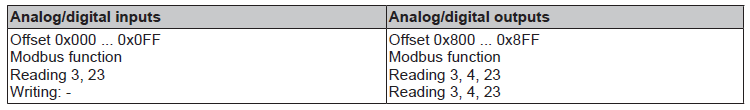 Analog/digital inputs
Analog/digital outputs
Offset 0x000 ... 0x0FF
Modbus function
Reading 3, 23
Writing: -
Offset 0x800 ... 0x8FF
Modbus function
Reading 3, 4, 23
Reading 3, 4, 23